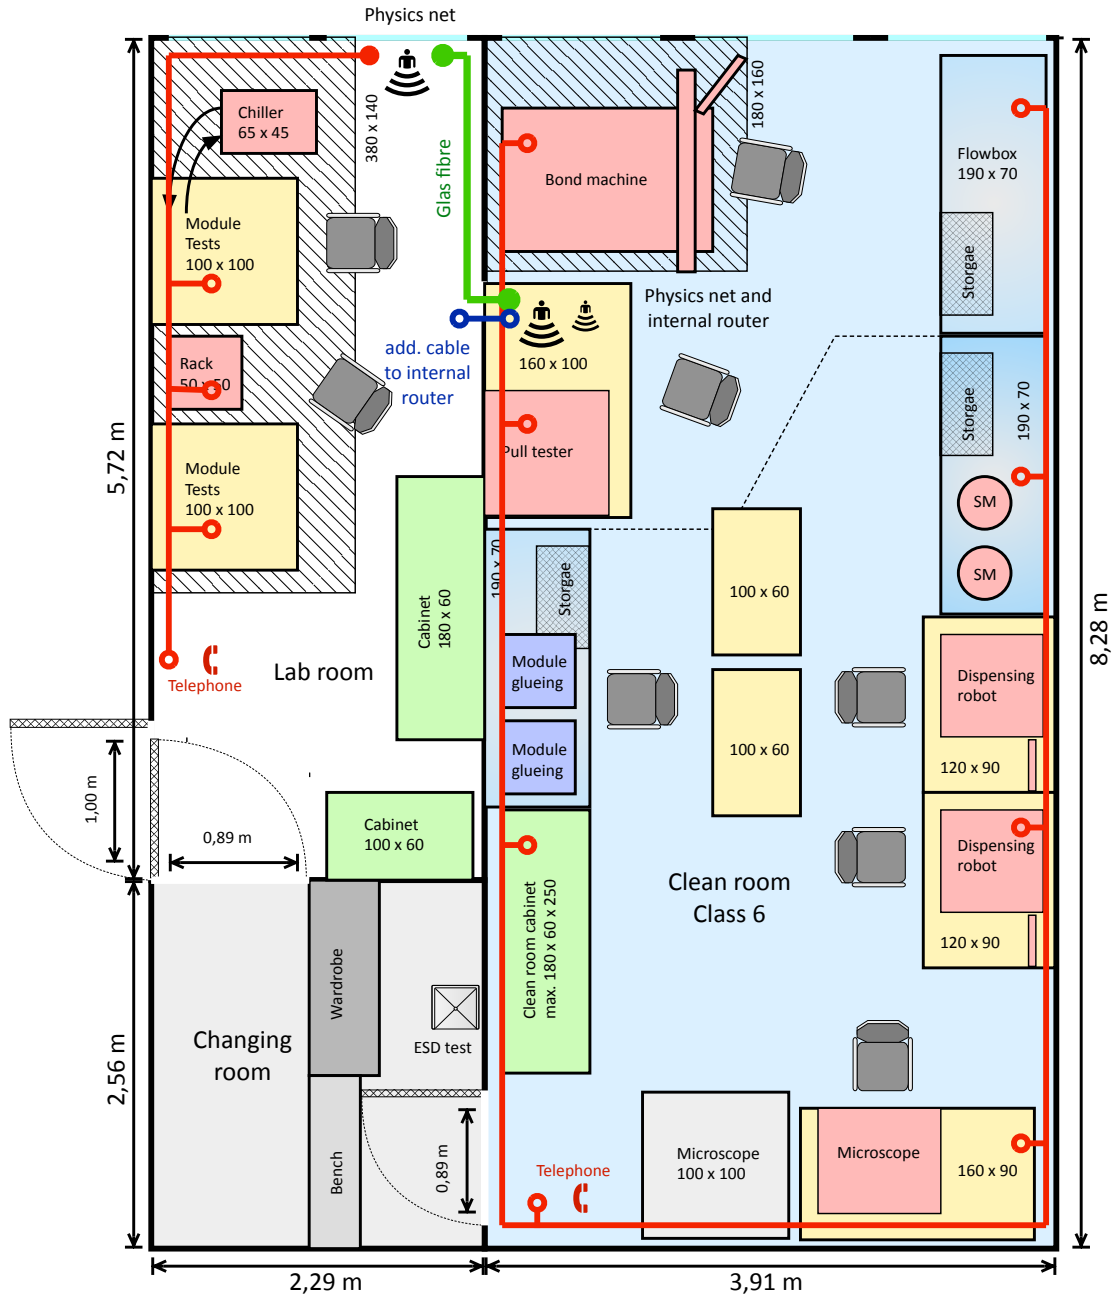 Physics net
Chiller
65 x 45
380 x 140
Glas fibre
180 x 160
Bond machine
Flowbox
190 x 70
Storgae
Module
Tests
100 x 100
Physics net and
internal router
add. cable
to internal
router
160 x 100
Rack
50 x 50
Storgae
190 x 70
Pull tester
SM
SM
5,72 m
Module
Tests
100 x 100
Cabinet
180 x 60
190 x 70
Storgae
100 x 60
8,28 m
Telephone
Lab room
Module
glueing
Dispensing
robot
Module
glueing
100 x 60
120 x 90
1,00 m
0,89 m
Cabinet
100 x 60
Dispensing
robot
Clean room
Class 6
Clean room cabinet
max. 180 x 60 x 250
120 x 90
Wardrobe
Changing
room
ESD test
2,56 m
Bench
0,89 m
Telephone
Microscope
100 x 100
Microscope
160 x 90
2,29 m
3,91 m